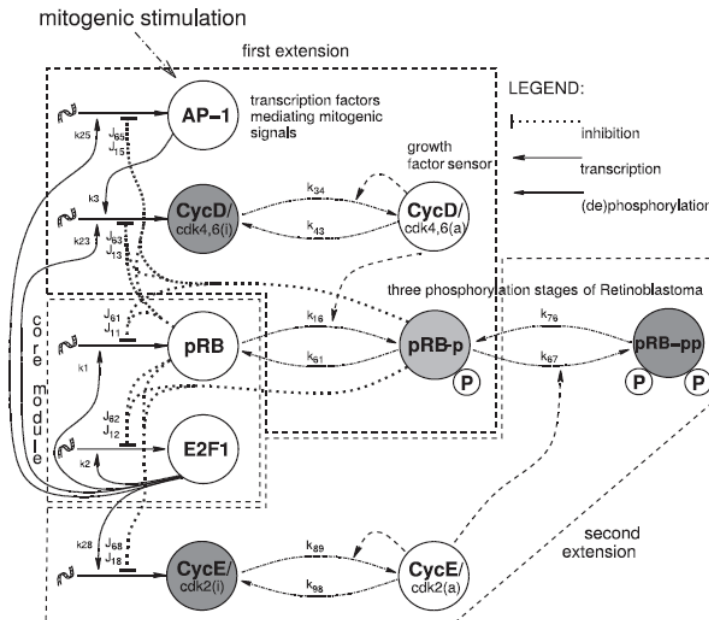 mitogenic stimulation
first extension
LEGEND:
inhibition
transcription
(de)phosphorylation
AP-1
transcription factors
mediating mitogenic
signals
k25
J65
J15
growth
factor sensor
k3
CycD/
cdk4,6(i)
k34
k43
CycD/
cdk4,6(a)
k23
J63
J13
three phosphorylation stages of Retinoblastoma
core module
J61
J11
k1
pRB
k16
k61
pRB-p
P
k76
k67
pRB-pp
P
P
J62
J12
k2
E2F1
k28
J68
J18
CycE/
cdk2(i)
k89
k98
CycE/
cdk2(a)
second
extension